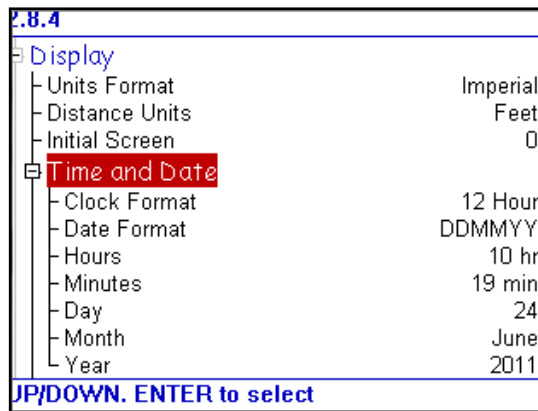 2.8.4
Display
Units Format Imperial
Distance Units Feet
Initial Screen 0
Time and Date
Clock Format 12 Hour
Date Format DDMMYY
Hours 10 hr
Minutes 19 min
Day 24
Month June
Year 2011
UP/DOWN. ENTER to select